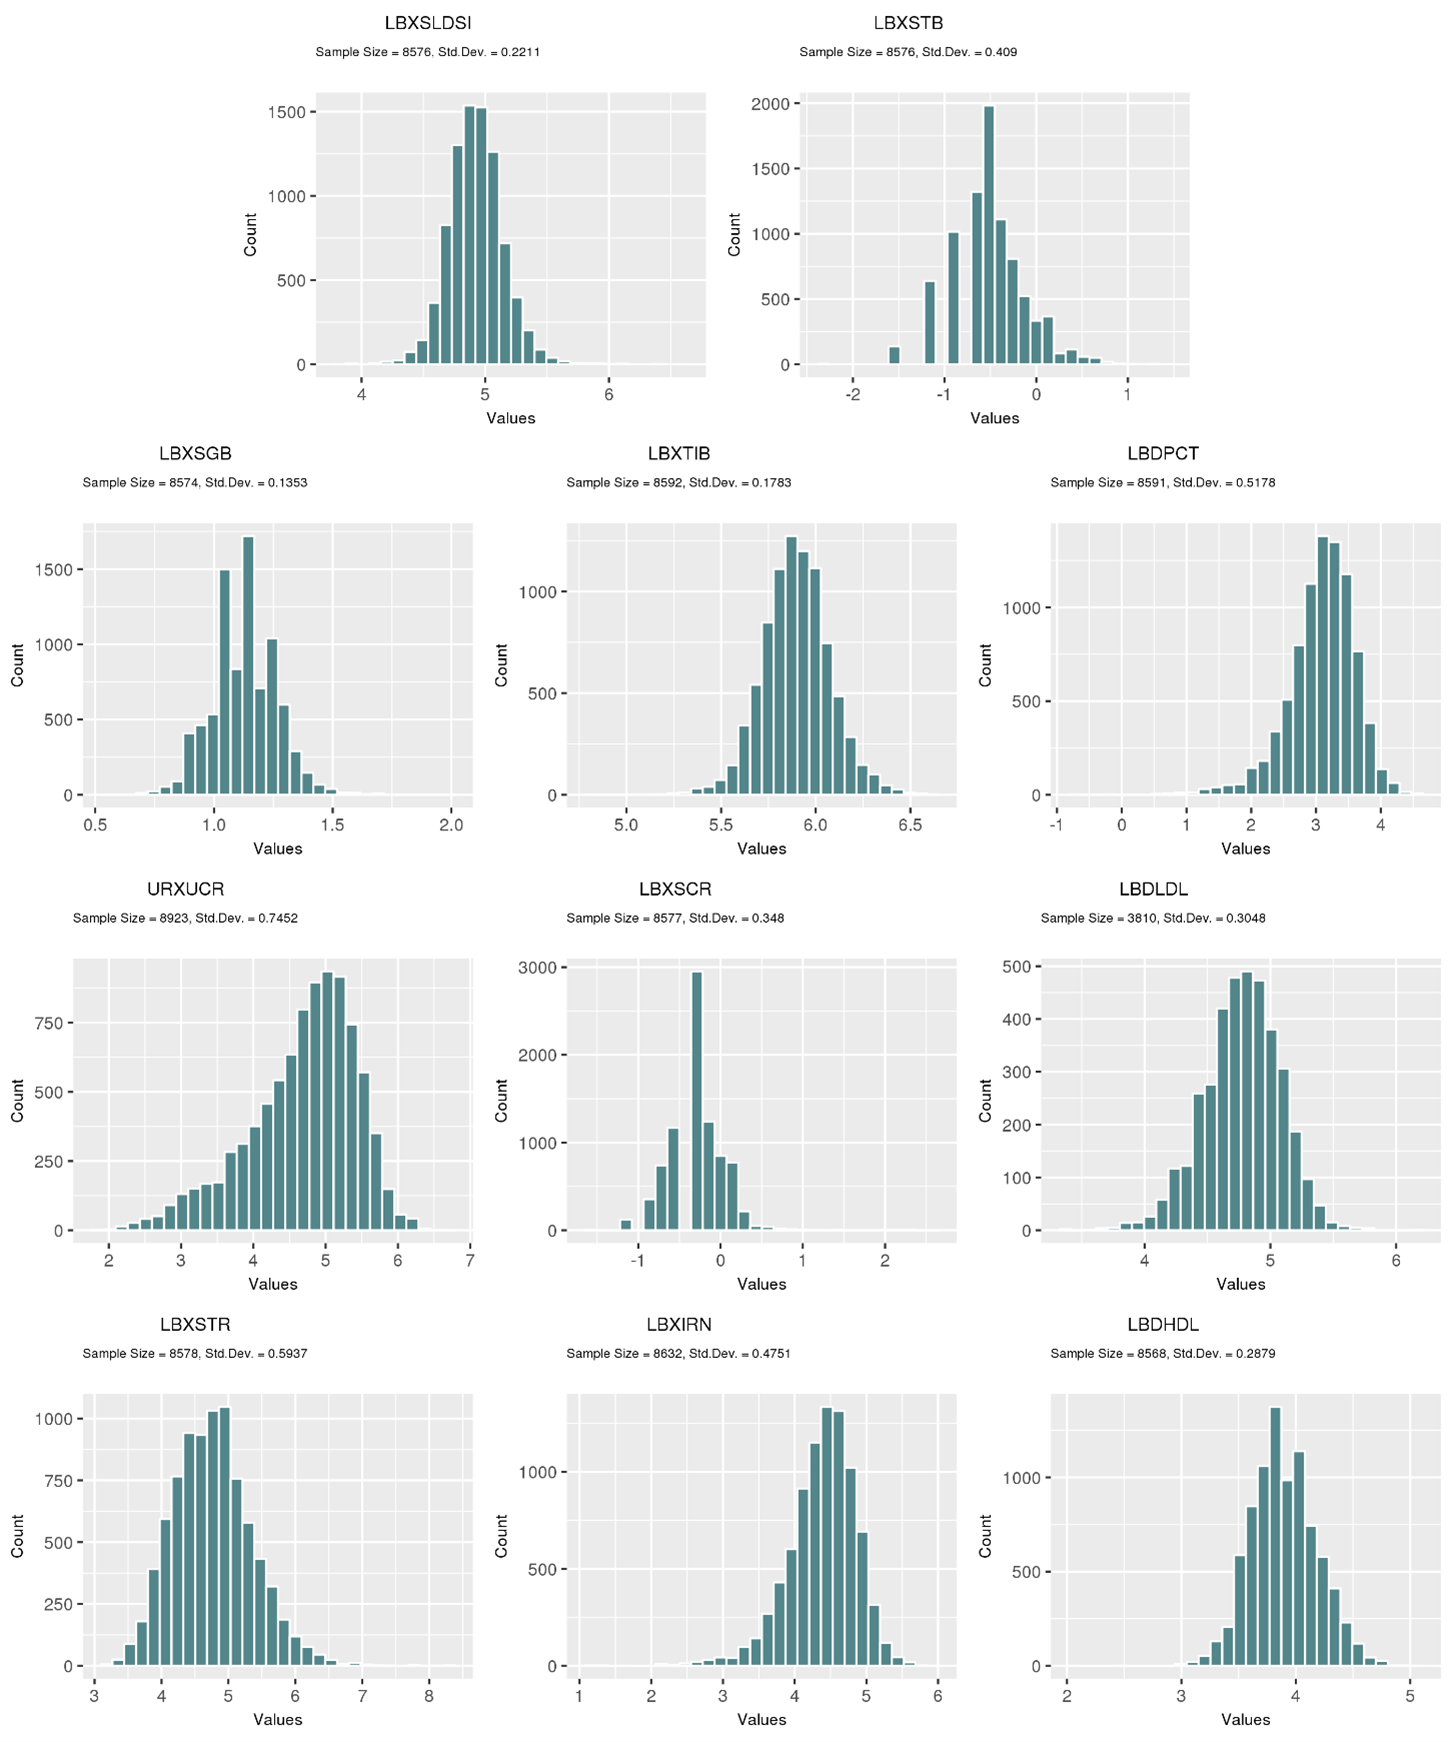 LBXSLDSI
Sample Size = 8576, Std.Dev. = 0.2211
1500
1000
500
0
Count
4 5 6
Values
LBXSTB
Sample Size = 8576, Std.Dev. = 0.409
2000
1500
1000
500
0
Count
-2 -1 0 1
Values
LBXSGB
Sample Size = 8574, Std.Dev. = 0.1353
1500
1000
500
0
Count
0.5 1.0 1.5 2.0
Values
LBXTIB
Sample Size = 8592, Std.Dev. = 0.1783
1000
500
0
Count
5.0 5.5 6.0 6.5
Values
LBDPCT
Sample Size = 8591, Std.Dev. = 0.5178
1000
500
0
Count
-1 0 1 2 3 4
Values
URXUCR
Sample Size = 8923, Std.Dev. = 0.7452
750
500
250
0
Count
2 3 4 5 6 7
Values
LBXSCR
Sample Size = 8577, Std.Dev. = 0.348
3000
2000
1000
0
Count
-1 0 1 2
Values
LBDLDL
Sample Size = 3810, Std.Dev. = 0.3048
500
400
300
200
100
0
Count
4 5 6
Values
LBXSTR
Sample Size = 8578, Std.Dev. = 0.5937
1000
750
500
250
0
Count
3 4 5 6 7 8
Values
LBXIRN
Sample Size = 8632, Std.Dev. = 0.4751
1000
500
0
Count
1 2 3 4 5 6
Values
LBDHDL
Sample Size = 8568, Std.Dev. = 0.2879
1000
500
0
Count
2 3 4 5
Values